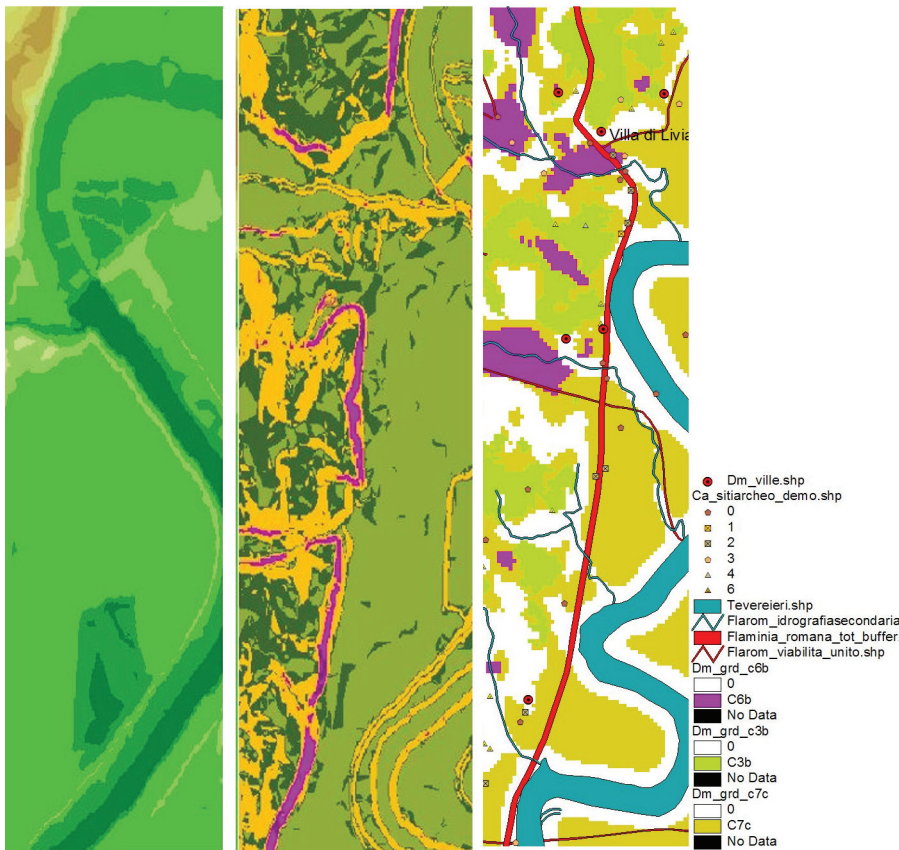 Villa di Livia
Dm_ville.shp
Ca_sitiarcheo_demo.shp
0
1
2
3
4
6
Tevereieri.shp
Flarom_idrografiasecondaria
Flaminia_romana_tot_buffer
Flarom_viabilita_unito.shp
Dm_grd_c6b
0
C6b
No Data
Dm_grd_c3b
0
C3b
No Data
Dm_grd_c7c
0
C7c
No Data